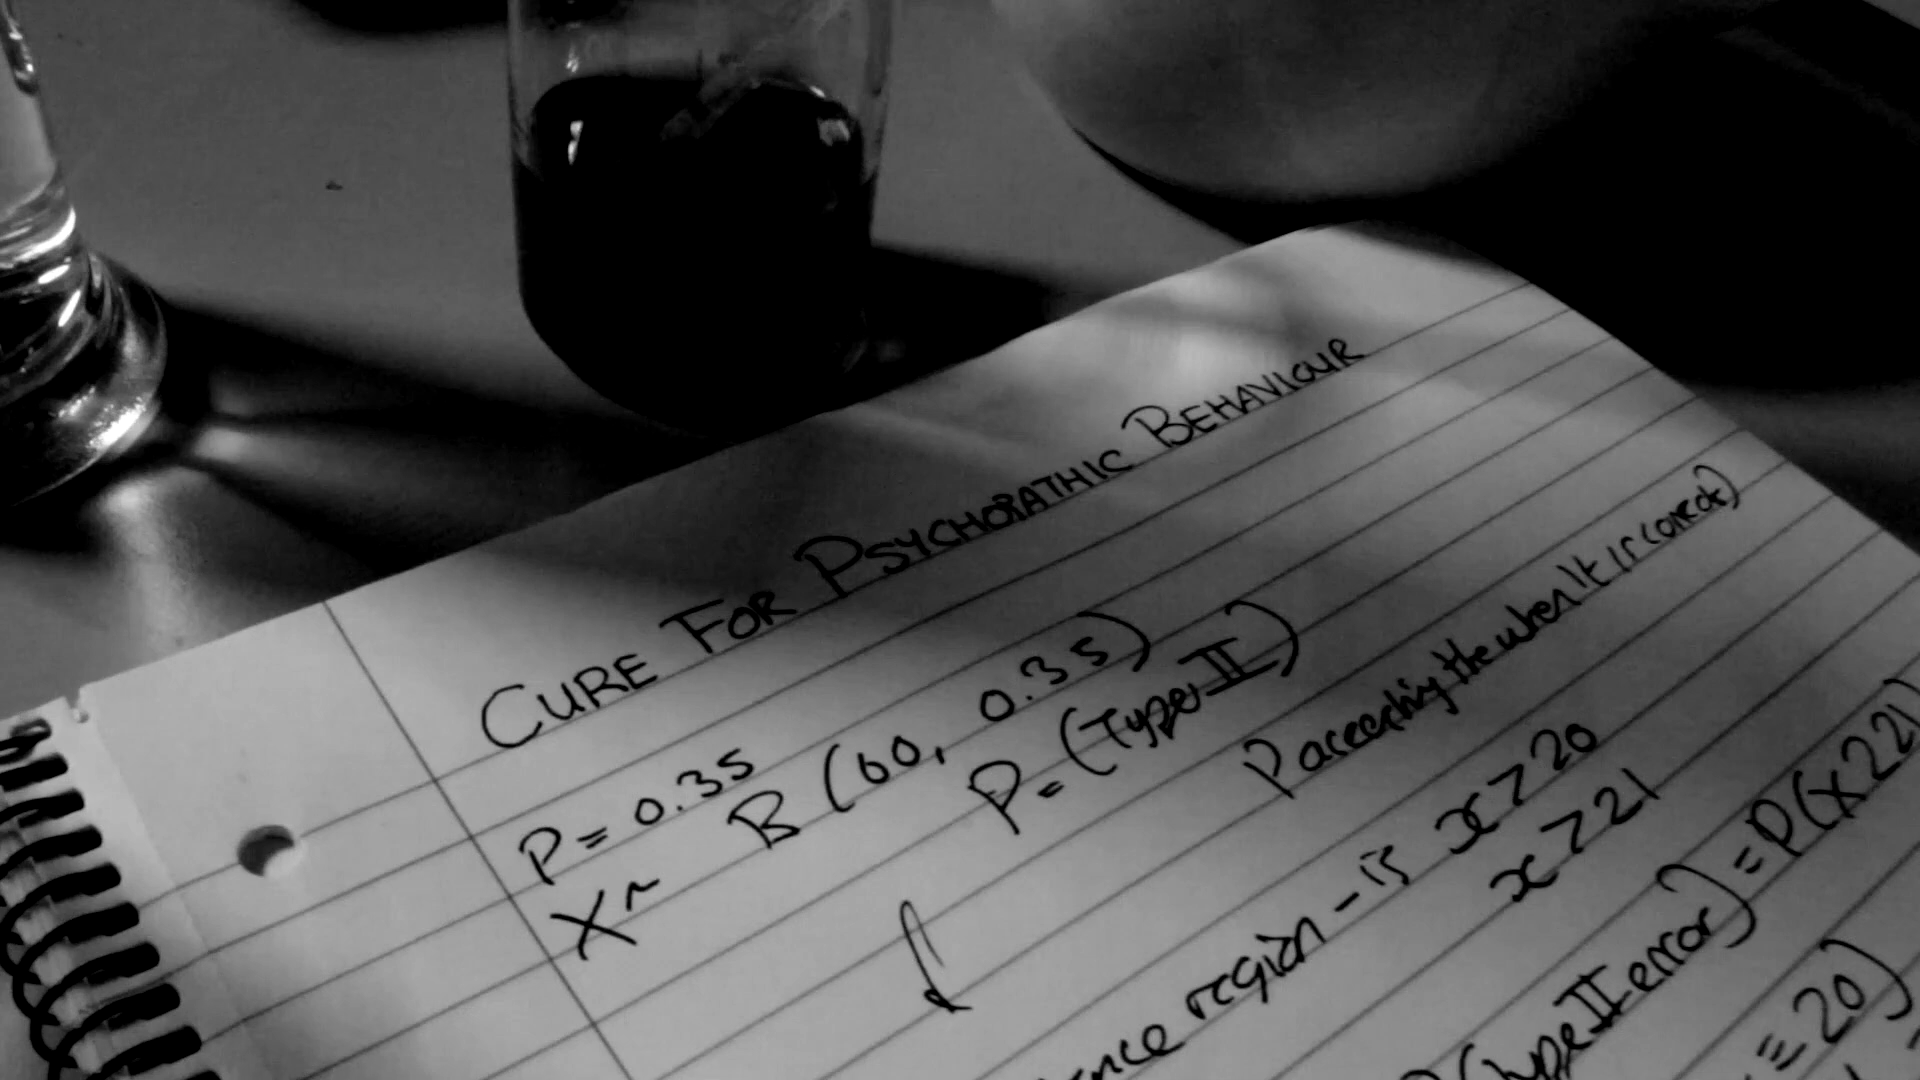 CURE FOR PSYCHOPATHIC BEHAVIOUR
P = 0.35
X ~ B (60, 0.35)
P = (Type II)
P accepting the when it is correct)
region - is x > 20
x > 21
Type II error) = P(X
20)